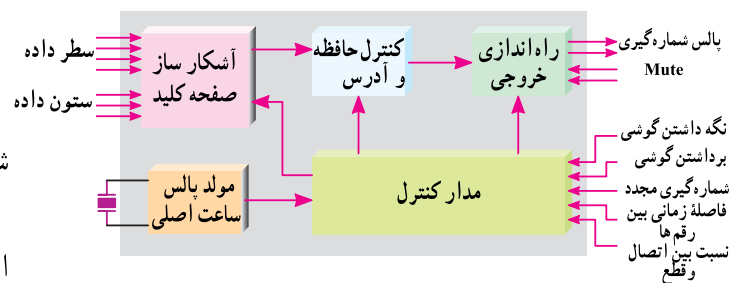 سطر داده
ستون داده
آشکار ساز
صفحه کلید
کنترل حافظه
و آدرس
راه‌اندازی
خروجی
پالس شماره‌گیری
Mute
مولد پالس
ساعت اصلی
مدار کنترل
نگه داشتن گوشی
برداشتن گوشی
شماره‌گیری مجدد
فاصلهٔ زمانی بین
رقم‌ها
نسبت بین اتصال
و قطع